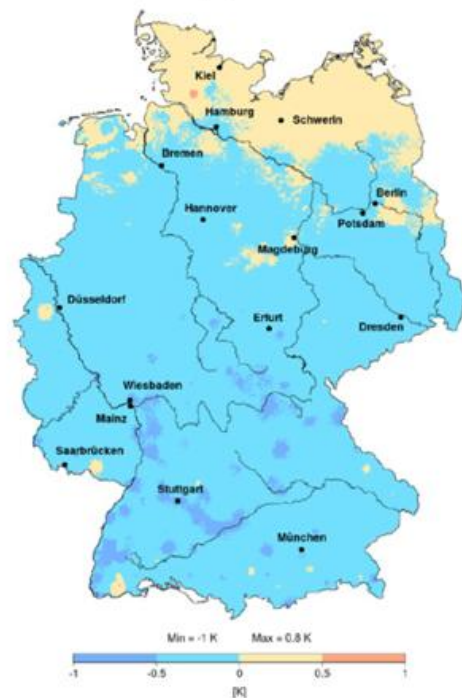 Kiel
Hamburg
Schwerin
Bremen
Berlin
Hannover
Potsdam
Magdeburg
Düsseldorf
Erfurt
Dresden
Wiesbaden
Mainz
Saarbrücken
Stuttgart
München
Min = -1 K Max = 0.8 K
-1 -0.5 0 0.5 1
[K]